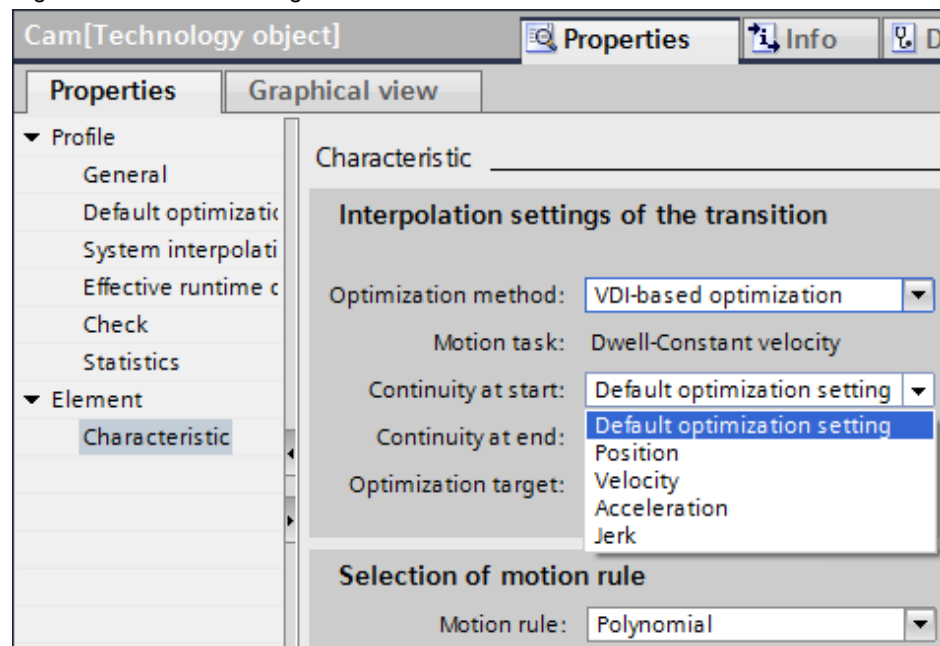 Cam[Technology object]
Properties
Info
Properties
Graphical view
Profile
General
Default optimizatio
System interpolati
Effective runtime c
Check
Statistics
Element
Characteristic
Characteristic
Interpolation settings of the transition
Optimization method: VDI-based optimization
Motion task: Dwell-Constant velocity
Continuity at start: Default optimization setting
Default optimization setting
Continuity at end:
Position
Velocity
Optimization target:
Acceleration
Jerk
Selection of motion rule
Motion rule: Polynomial